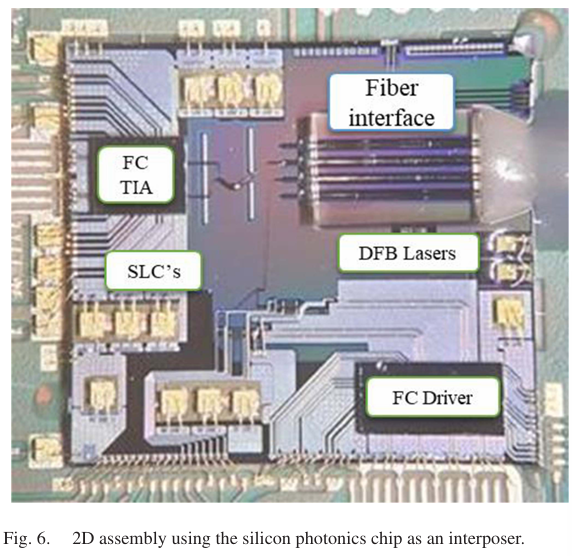 Fiber
interface
FC
TIA
DFB Lasers
SLC's
FC Driver
Fig. 6. 2D assembly using the silicon photonics chip as an interposer.